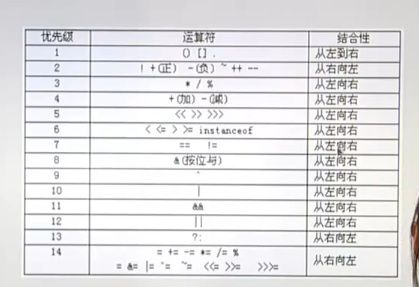 优先级 运算符 结合性
1 () [] . 从左到右
2 ! +(正) -(负) ~ ++ -- 从右向左
3 * / % 从左向右
4 +(加) -(减) 从左向右
5 << >> >>> 从左向右
6 < <= > >= instanceof 从左向右
7 == != 从左向右
8 &(按位与) 从左向右
9 ^ 从左向右
10 | 从左向右
11 && 从左向右
12 || 从左向右
13 ?: 从右向左
14 = += -= *= /= %= &= |= ^= ~= <<= >>= >>>= 从右向左